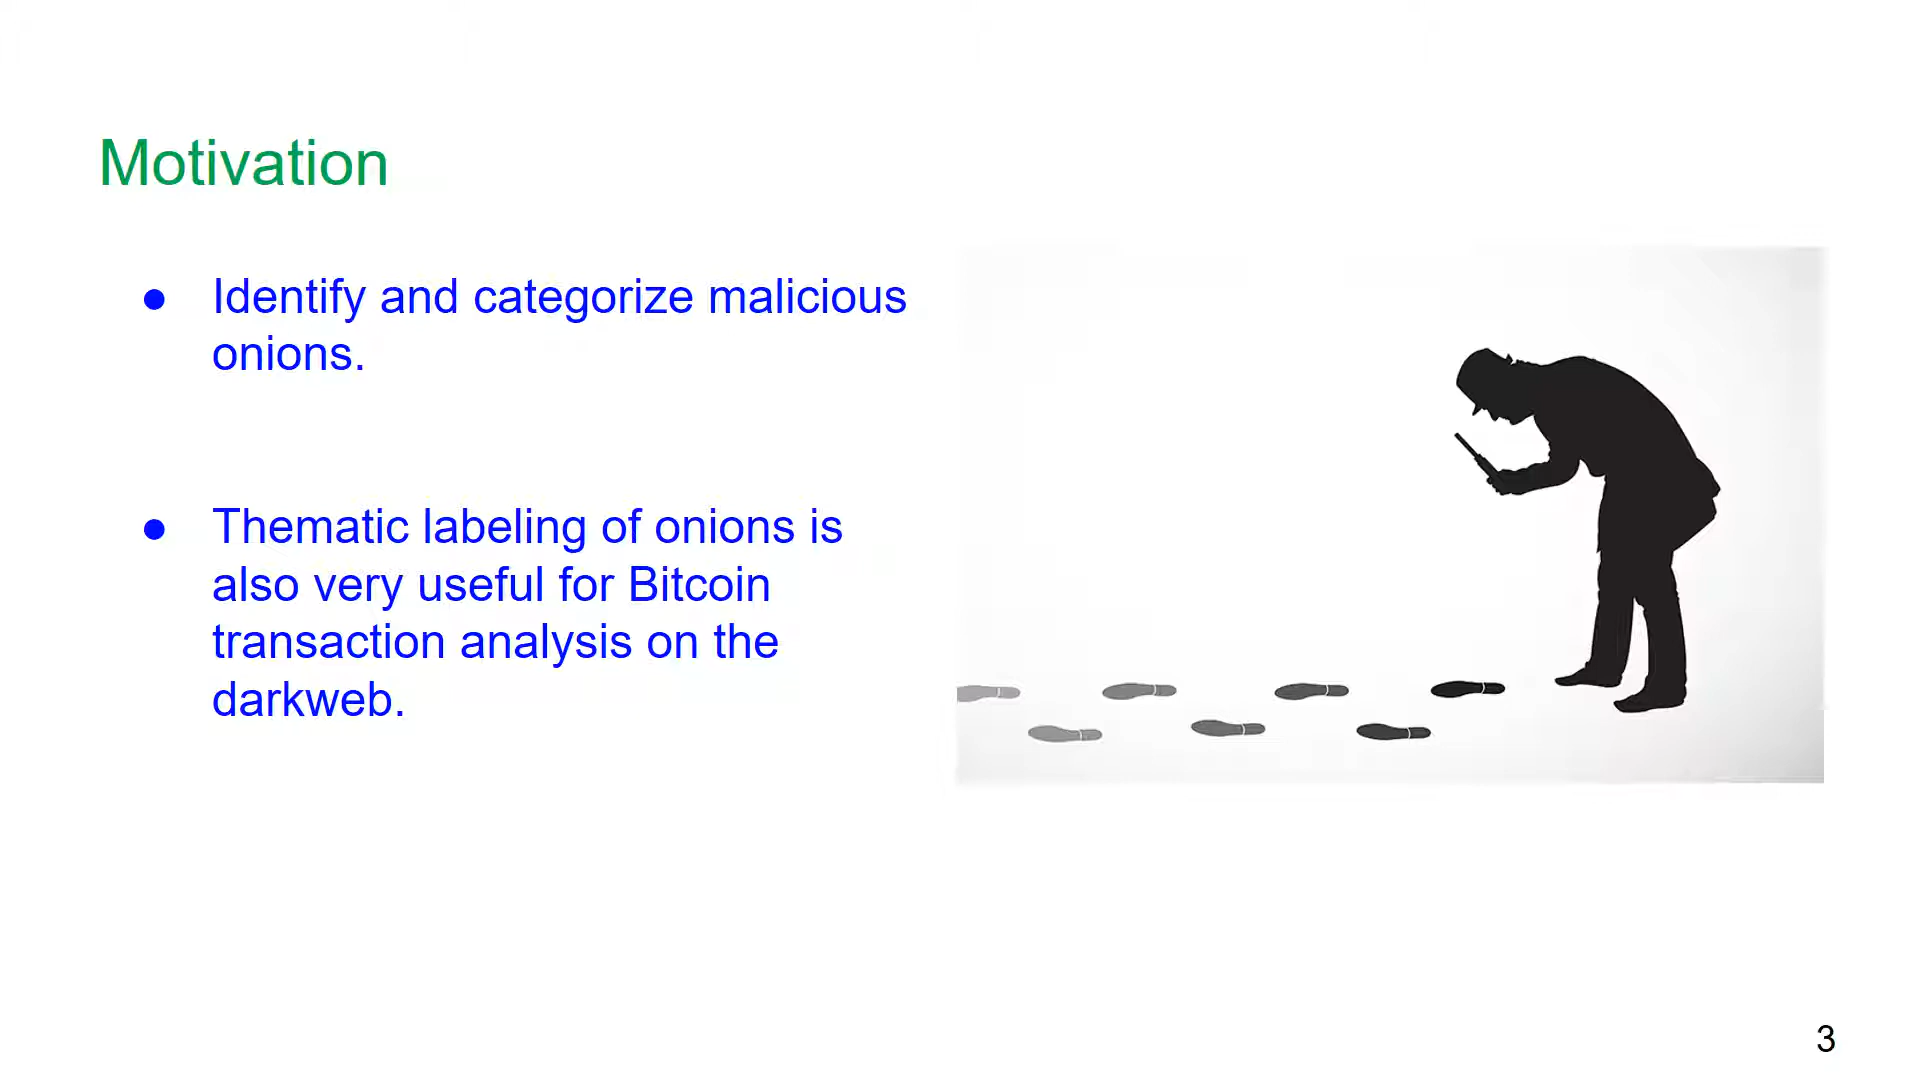 Motivation
● Identify and categorize malicious
onions.
● Thematic labeling of onions is
also very useful for Bitcoin
transaction analysis on the
darkweb.
3